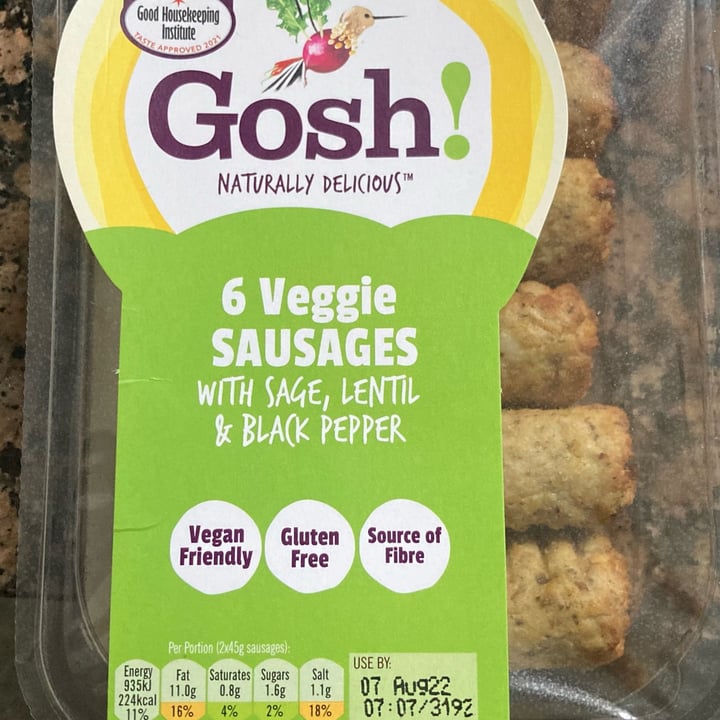 Good Housekeeping
Institute
TASTE APPROVED 2021
Gosh!
NATURALLY DELICIOUS™
6 Veggie
SAUSAGES
WITH SAGE, LENTIL
& BLACK PEPPER
Vegan
Friendly
Gluten
Free
Source of
Fibre
Per Portion (2x45g sausages):
Energy
935kJ
224kcal
11%
Fat
11.0g
16%
Saturates
0.8g
4%
Sugars
1.6g
2%
Salt
1.1g
18%
USE BY:
07 Aug22
07:07/3192